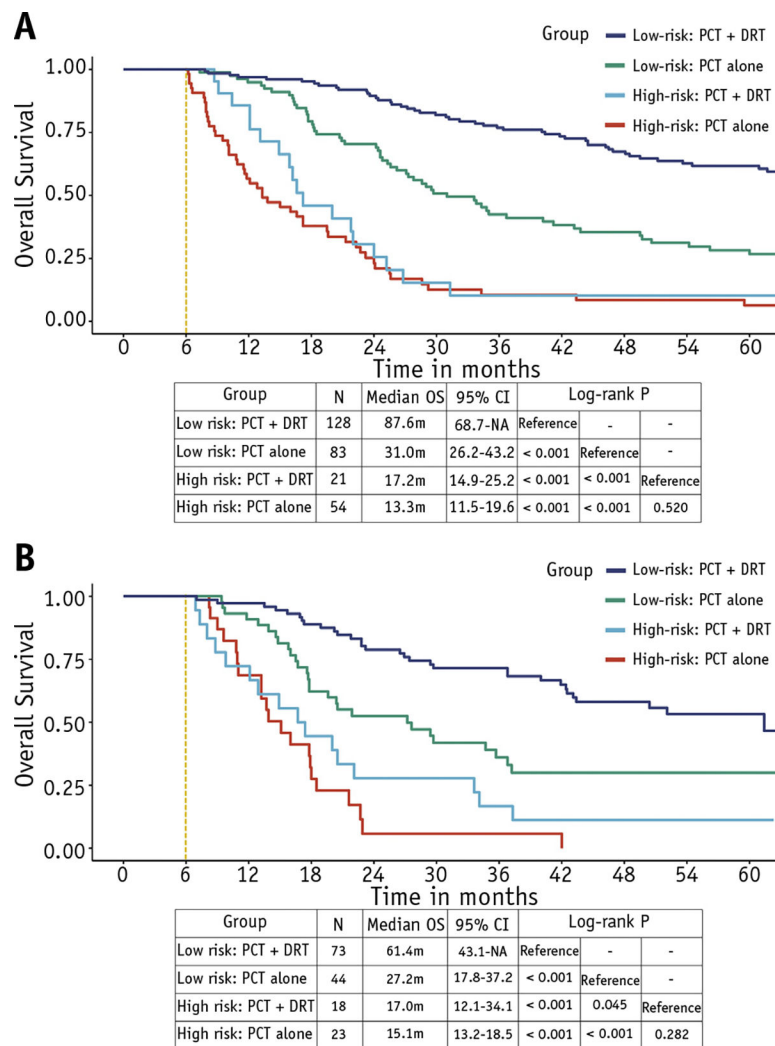 A
Group
Low-risk: PCT + DRT
Low-risk: PCT alone
High-risk: PCT + DRT
High-risk: PCT alone
Overall Survival
1.00
0.75
0.50
0.25
0.00
0 6 12 18 24 30 36 42 48 54 60
Time in months
Group N Median OS 95% CI Log-rank P
Low risk: PCT + DRT 128 87.6m 68.7-NA Reference - -
Low risk: PCT alone 83 31.0m 26.2-43.2 < 0.001 Reference -
High risk: PCT + DRT 21 17.2m 14.9-25.2 < 0.001 < 0.001 Reference
High risk: PCT alone 54 13.3m 11.5-19.6 < 0.001 < 0.001 0.520
B
Group
Low-risk: PCT + DRT
Low-risk: PCT alone
High-risk: PCT + DRT
High-risk: PCT alone
Overall Survival
1.00
0.75
0.50
0.25
0.00
0 6 12 18 24 30 36 42 48 54 60
Time in months
Group N Median OS 95% CI Log-rank P
Low risk: PCT + DRT 73 61.4m 43.1-NA Reference - -
Low risk: PCT alone 44 27.2m 17.8-37.2 < 0.001 Reference -
High risk: PCT + DRT 18 17.0m 12.1-34.1 < 0.001 0.045 Reference
High risk: PCT alone 23 15.1m 13.2-18.5 < 0.001 < 0.001 0.282